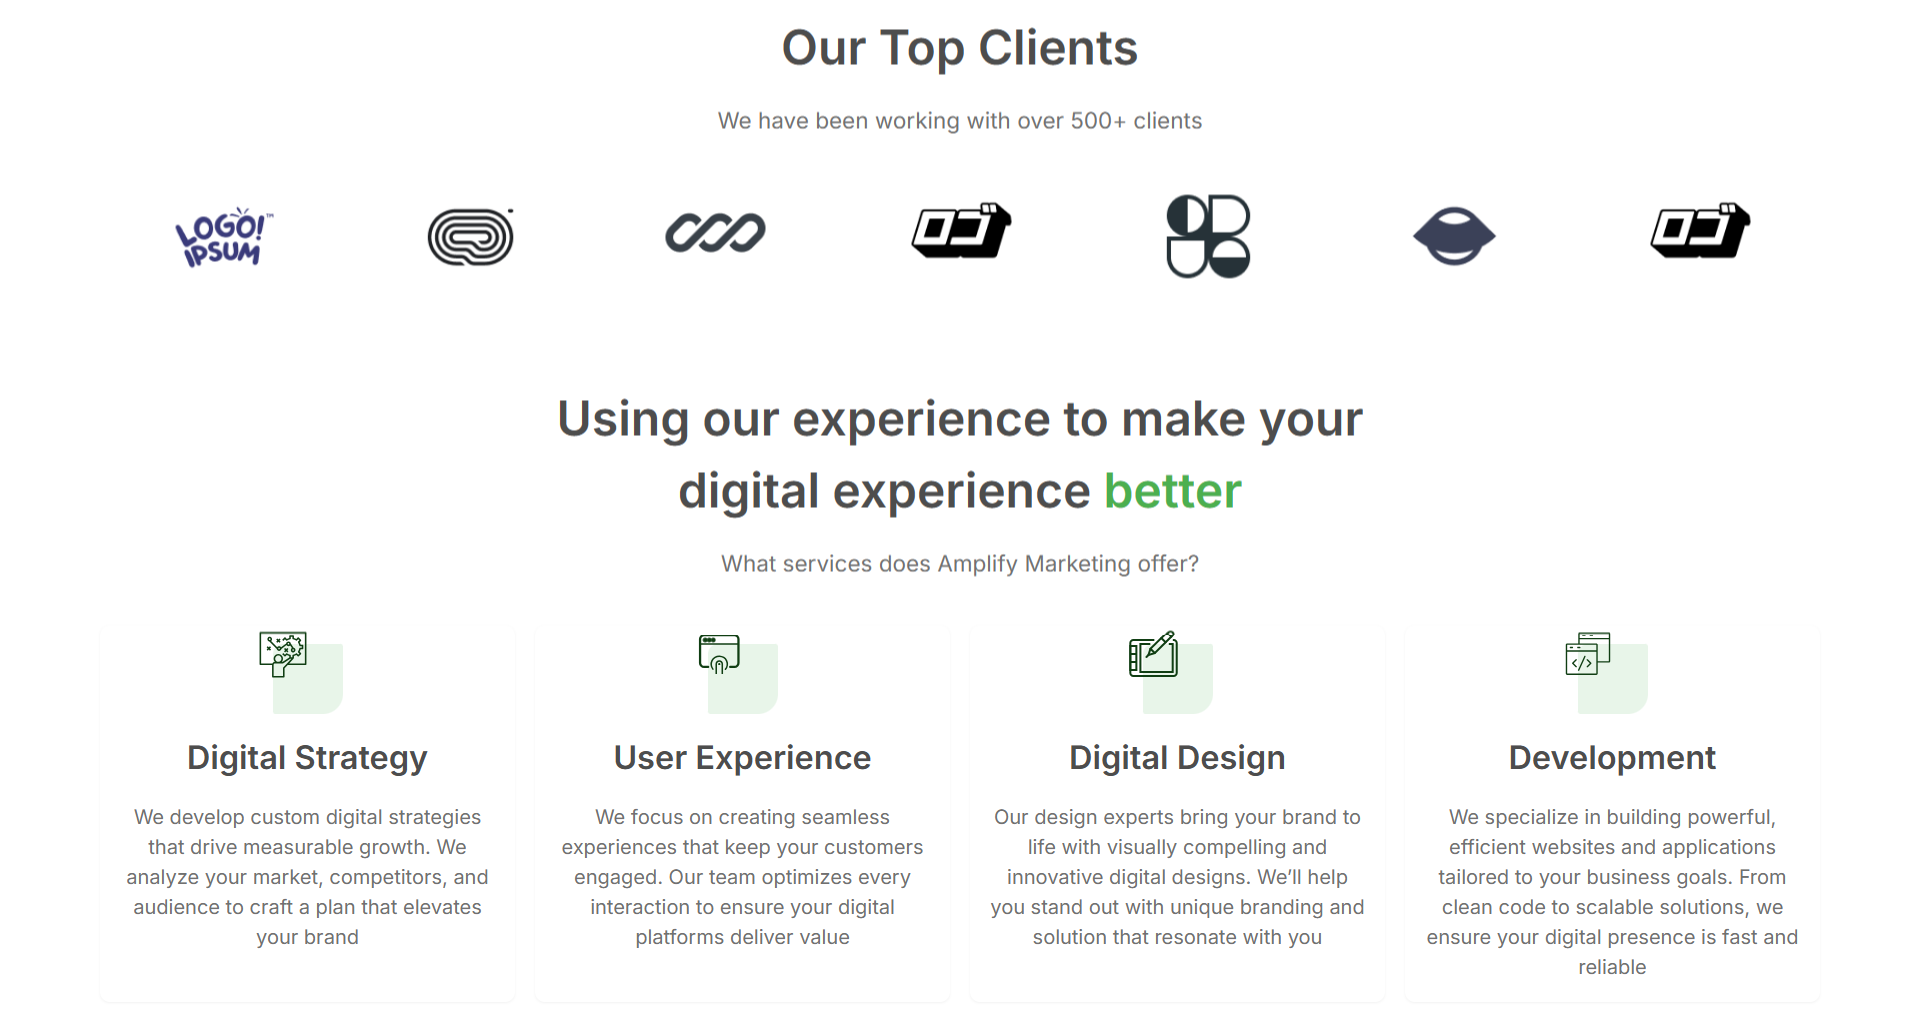 Our Top Clients
We have been working with over 500+ clients
LOGO!™
IPSUM
Using our experience to make your
digital experience better
What services does Amplify Marketing offer?
Digital Strategy
We develop custom digital strategies
that drive measurable growth. We
analyze your market, competitors, and
audience to craft a plan that elevates
your brand
User Experience
We focus on creating seamless
experiences that keep your customers
engaged. Our team optimizes every
interaction to ensure your digital
platforms deliver value
Digital Design
Our design experts bring your brand to
life with visually compelling and
innovative digital designs. We’ll help
you stand out with unique branding and
solution that resonate with you
Development
We specialize in building powerful,
efficient websites and applications
tailored to your business goals. From
clean code to scalable solutions, we
ensure your digital presence is fast and
reliable